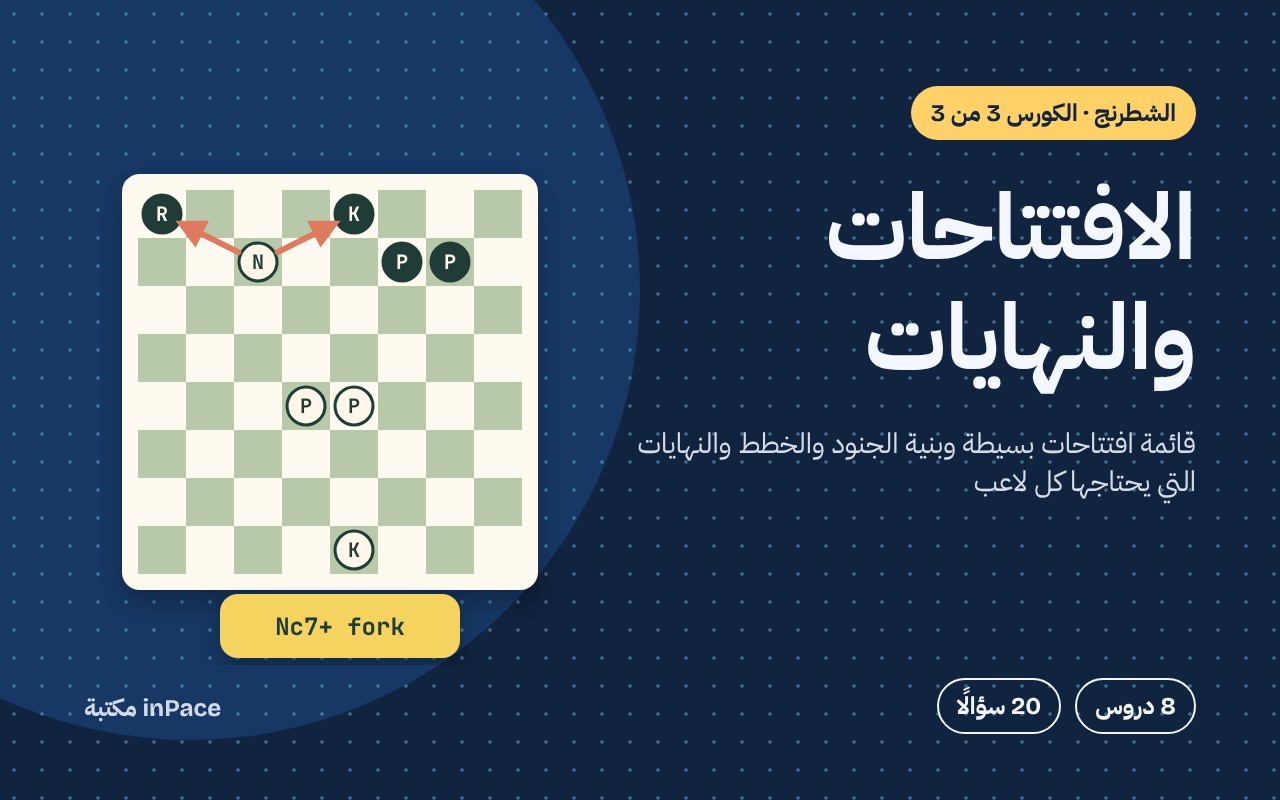 الشطرنج · الكورس 3 من 3
الافتتاحات
والنهايات
قائمة افتتاحات بسيطة وبنية الجنود والخطط والنهايات
التي يحتاجها كل لاعب
R K
N P P
P P
K
Nc7+ fork
8 دروس
20 سؤالًا
مكتبة inPace